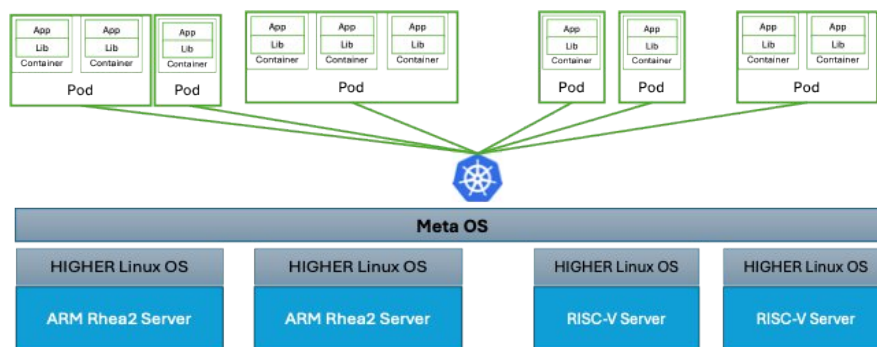 App App App App App App App App App App
Lib Lib Lib Lib Lib Lib Lib Lib Lib Lib
Container Container Container Container Container Container Container Container Container Container
Pod Pod Pod Pod Pod Pod
Meta OS
HIGHER Linux OS HIGHER Linux OS HIGHER Linux OS HIGHER Linux OS
ARM Rhea2 Server ARM Rhea2 Server RISC-V Server RISC-V Server